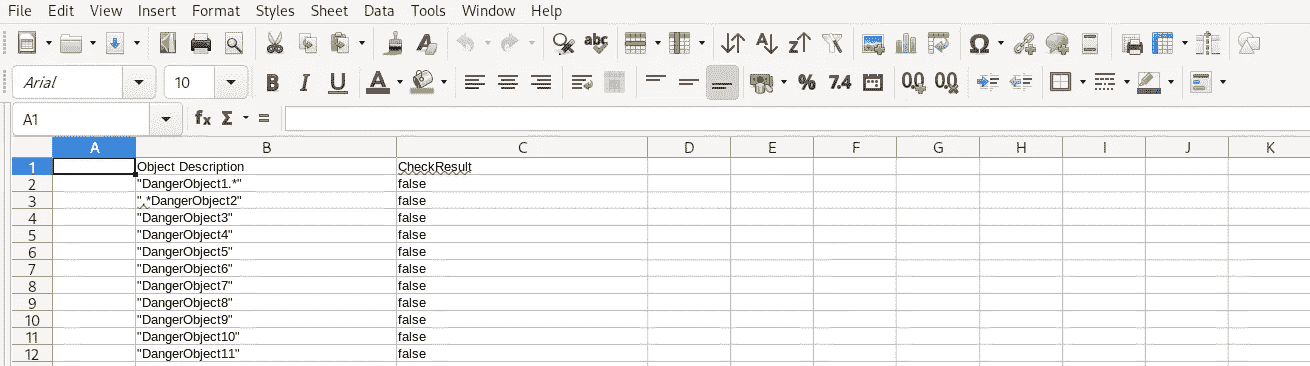 File Edit View Insert Format Styles Sheet Data Tools Window Help
Arial 10 B I U A % 7.4 0.0 0.0
A1 fx Σ =
A B C D E F G H I J K
1 Object Description CheckResult
2 "DangerObject1.*" false
3 ".*DangerObject2" false
4 "DangerObject3" false
5 "DangerObject4" false
6 "DangerObject5" false
7 "DangerObject6" false
8 "DangerObject7" false
9 "DangerObject8" false
10 "DangerObject9" false
11 "DangerObject10" false
12 "DangerObject11" false